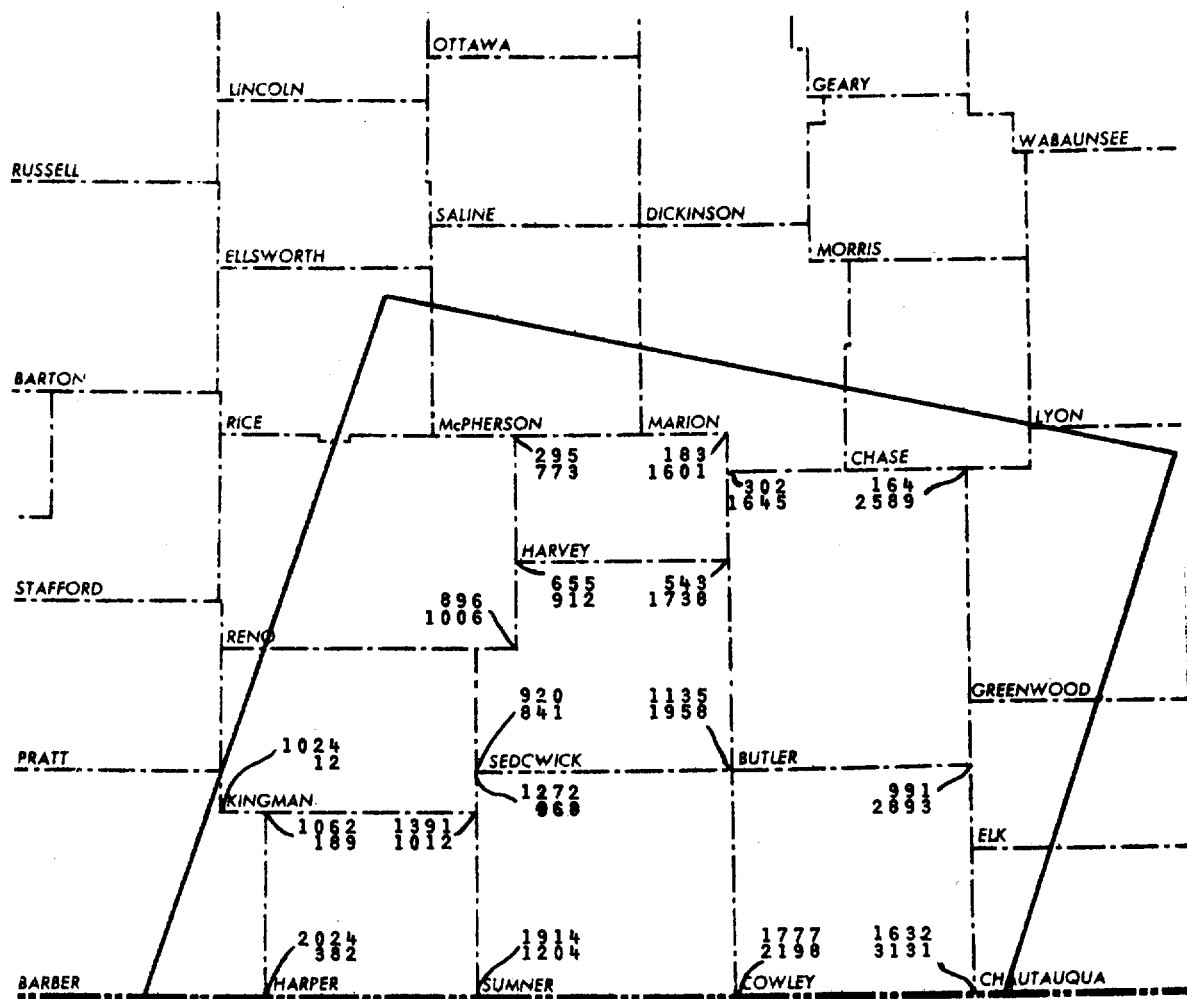 OTTAWA
LINCOLN
GEARY
WABAUNSEE
RUSSELL
SALINE
DICKINSON
ELLSWORTH
MORRIS
BARTON
RICE
McPHERSON
MARION
LYON
295
773
183
1601
CHASE
302
1645
164
2589
HARVEY
655
912
543
1738
STAFFORD
896
1006
RENO
920
841
1135
1958
GREENWOOD
PRATT
1024
12
SEDCWICK
BUTLER
1272
991
2893
KINGMAN
1062
189
1391
1012
ELK
2024
382
1914
1204
1777
2198
1632
3131
BARBER
HARPER
SUMNER
COWLEY
CHAUTAUQUA